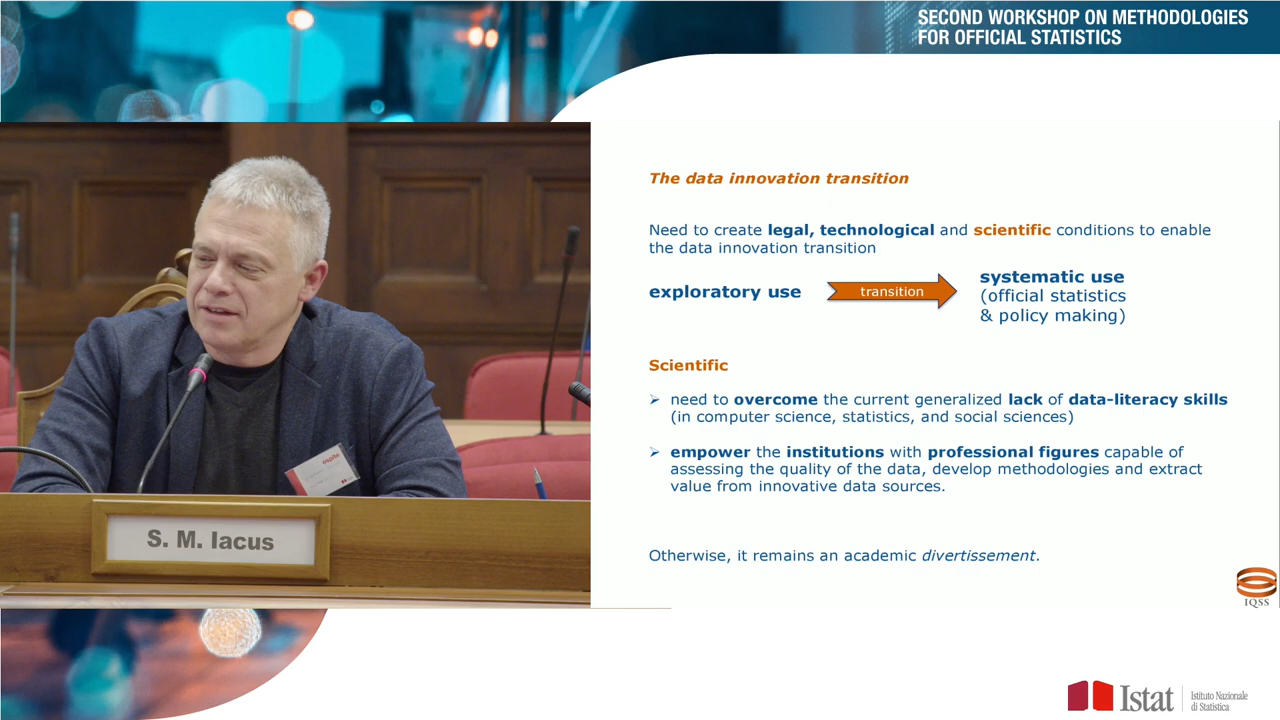 SECOND WORKSHOP ON METHODOLOGIES
FOR OFFICIAL STATISTICS
The data innovation transition
Need to create legal, technological and scientific conditions to enable
the data innovation transition
exploratory use
transition
systematic use
(official statistics
& policy making)
Scientific
➢ need to overcome the current generalized lack of data-literacy skills
(in computer science, statistics, and social sciences)
➢ empower the institutions with professional figures capable of
assessing the quality of the data, develop methodologies and extract
value from innovative data sources.
Otherwise, it remains an academic divertissement.
IQSS
ospite
S. M. Iacus
Istat
Istituto Nazionale
di Statistica